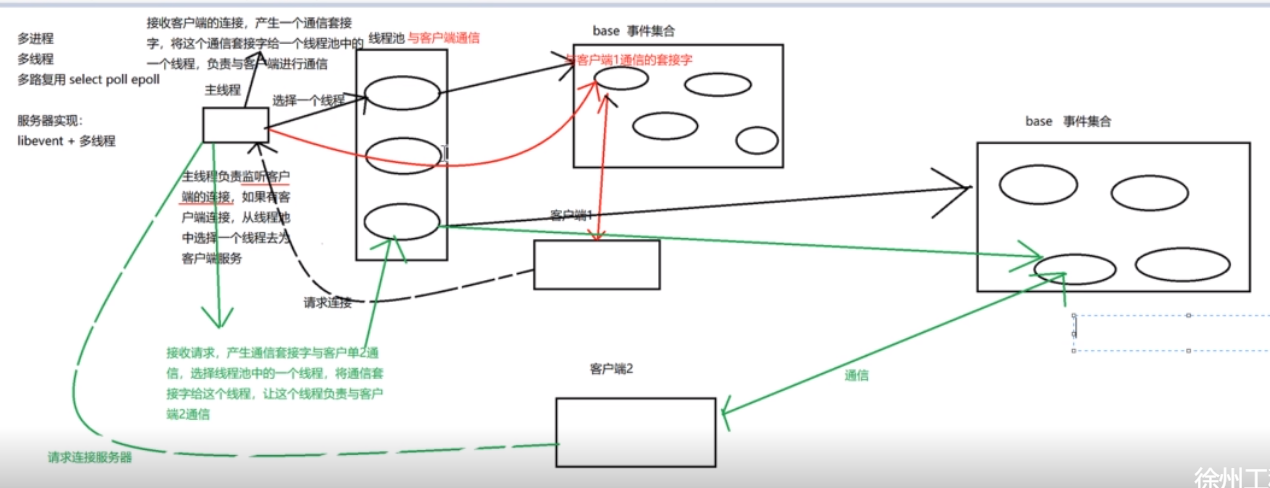 多进程
多线程
多路复用 select poll epoll
服务器实现：
libevent + 多线程
接收客户端的连接，产生一个通信套接
字，将这个通信套接字给一个线程池中的
一个线程，负责与客户端进行通信
主线程
选择一个线程
线程池 与客户端通信
base 事件集合
与客户端1通信的套接字
base 事件集合
主线程负责监听客户
端的连接，如果有客
户端连接，从线程池
中选择一个线程去为
客户端服务
客户端1
请求连接
接收请求，产生通信套接字与客户单2通
信，选择线程池中的一个线程，将通信套
接字给这个线程，让这个线程负责与客户
端2通信
客户端2
通信
请求连接服务器
徐州工